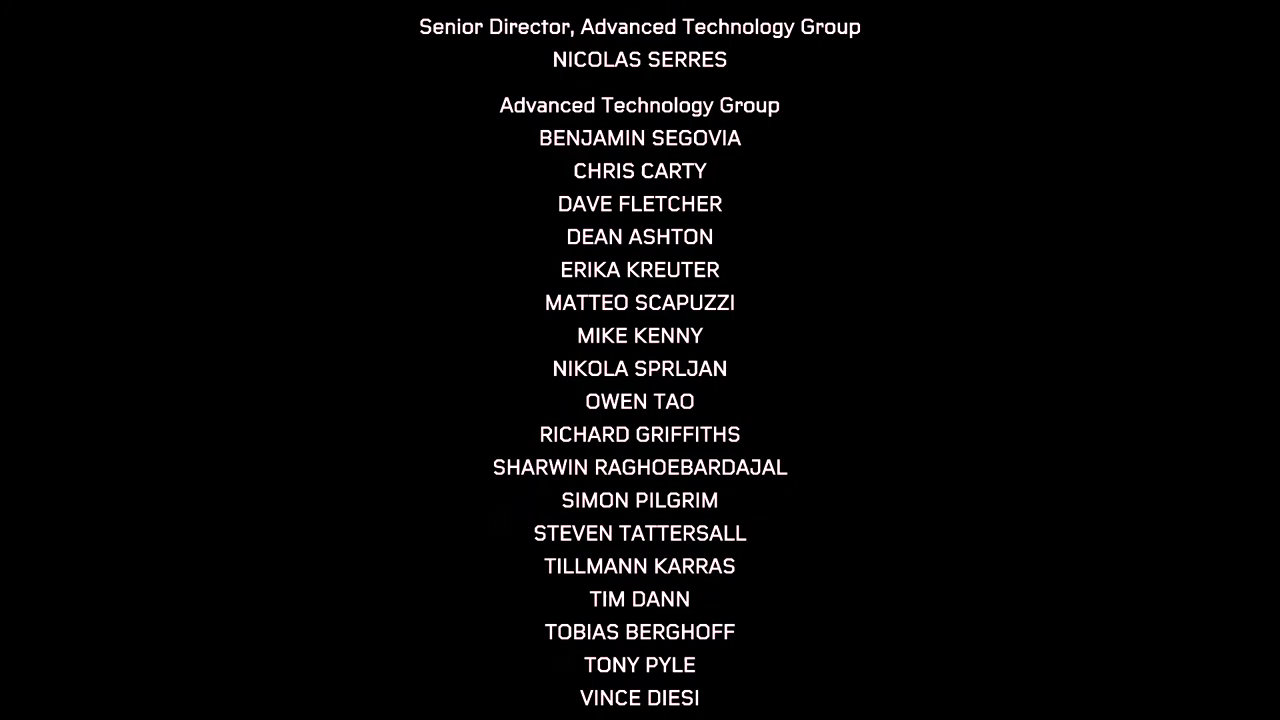 Senior Director, Advanced Technology Group
NICOLAS SERRES
Advanced Technology Group
BENJAMIN SEGOVIA
CHRIS CARTY
DAVE FLETCHER
DEAN ASHTON
ERIKA KREUTER
MATTEO SCAPUZZI
MIKE KENNY
NIKOLA SPRLJAN
OWEN TAO
RICHARD GRIFFITHS
SHARWIN RAGHOEBARDAJAL
SIMON PILGRIM
STEVEN TATTERSALL
TILLMANN KARRAS
TIM DANN
TOBIAS BERGHOFF
TONY PYLE
VINCE DIESI